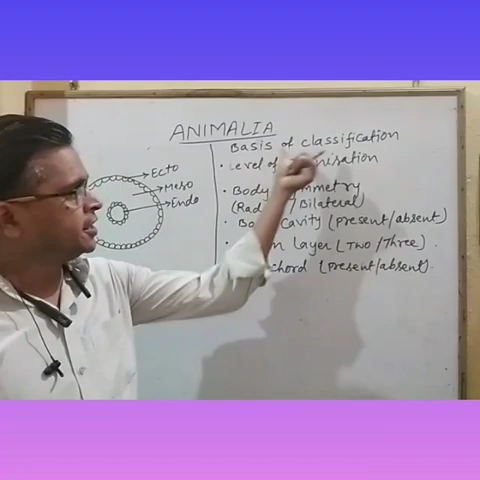 ANIMALIA
Ecto
Meso
Endo
Basis of classification
• Level of
• Body symmetry
(Rad / Bilateral)
• Bo cavity (present/absent)
layer (Two/Three).
chord (present/absent).